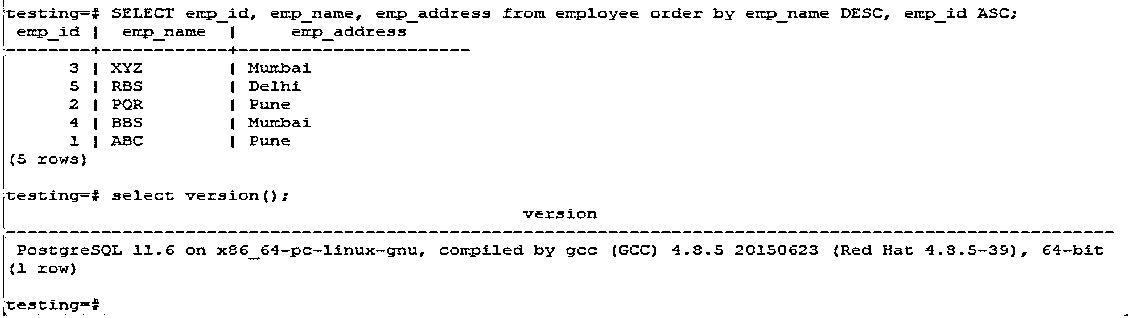 testing=# SELECT emp_id, emp_name, emp_address from employee order by emp_name DESC, emp_id ASC;
emp_id | emp_name | emp_address
--------+---------------+----------------------
3 | XYZ | Mumbai
5 | RBS | Delhi
2 | PQR | Pune
4 | BBS | Mumbai
1 | ABC | Pune
(5 rows)
testing=# select version();
version
---------------------------------------------------------------------------------------------------------
PostgreSQL 11.6 on x86_64-pc-linux-gnu, compiled by gcc (GCC) 4.8.5 20150623 (Red Hat 4.8.5-39), 64-bit
(1 row)
testing=#